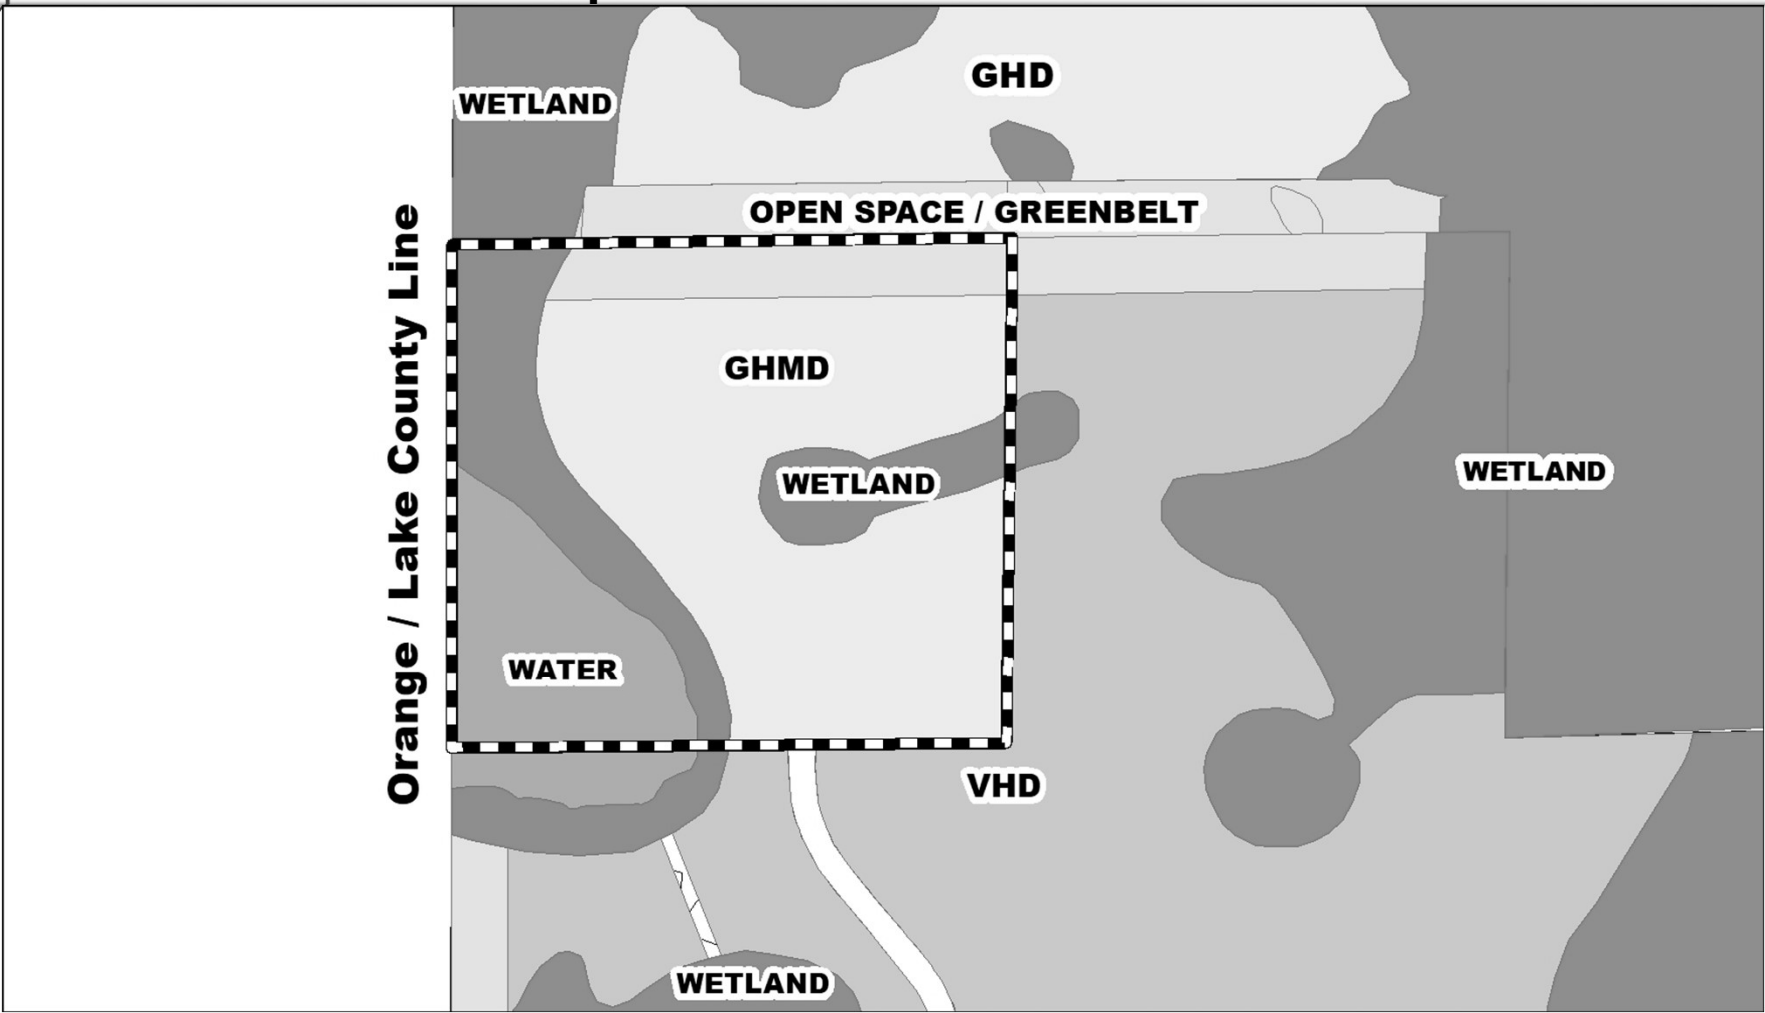 GHD
WETLAND
OPEN SPACE / GREENBELT
Orange / Lake County Line
GHMD
WETLAND
WETLAND
WATER
VHD
WETLAND